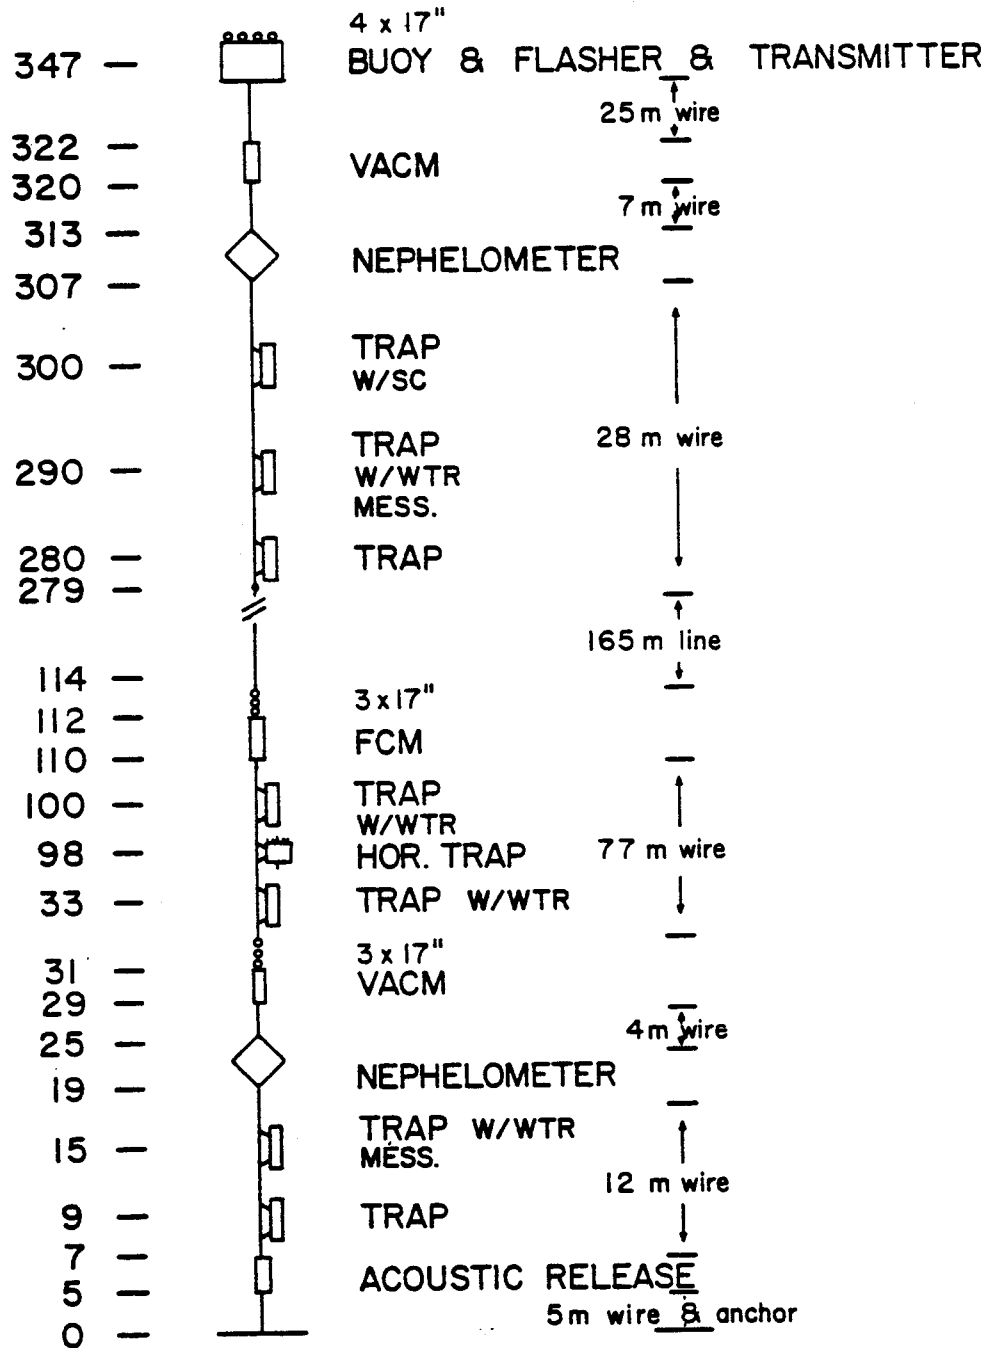 4 x 17"
347 — BUOY & FLASHER & TRANSMITTER
25 m wire
322 —
VACM
320 —
7 m wire
313 —
NEPHELOMETER
307 —
TRAP
300 —
W/SC
28 m wire
TRAP
290 — W/WTR
MESS.
280 — TRAP
279 —
165 m line
114 —
3 x 17"
112 —
FCM
110 —
TRAP
100 —
W/WTR
98 — HOR. TRAP 77 m wire
33 — TRAP W/WTR
3 x 17"
31 —
VACM
29 —
4 m wire
25 —
NEPHELOMETER
19 —
TRAP W/WTR
15 —
MESS.
12 m wire
9 — TRAP
7 —
ACOUSTIC RELEASE
5 —
5 m wire & anchor
0 —